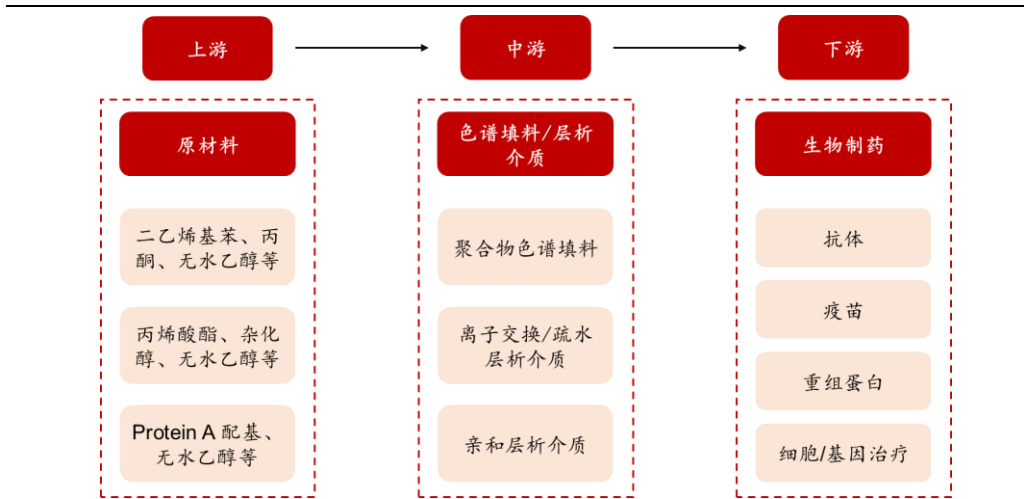 上游
中游
下游
原材料
二乙烯基苯、丙
酮、无水乙醇等
丙烯酸酯、杂化
醇、无水乙醇等
Protein A 配基、
无水乙醇等
色谱填料/层析
介质
聚合物色谱填料
离子交换/疏水
层析介质
亲和层析介质
生物制药
抗体
疫苗
重组蛋白
细胞/基因治疗